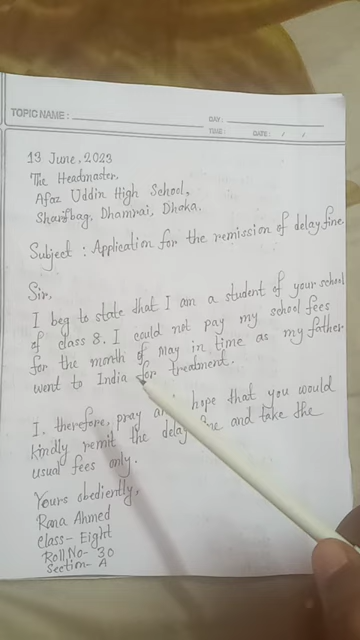 TOPIC NAME :
DAY :
TIME :
DATE : / /
13 June, 2023
The Headmaster,
Afaz Uddin High School,
Sharifbag, Dhamrai, Dhaka.
Subject : Application for the remission of delay fine.
Sir,
I beg to state that I am a student of your school
of class 8. I could not pay my school fees
for the month of May in time as my father
went to India for treatment.
I. therefore, pray and hope that you would
kindly remit the delay fine and take the
usual fees only.
Yours obediently,
Rana Ahmed
Class- Eight
Roll, No- 30
Section- A